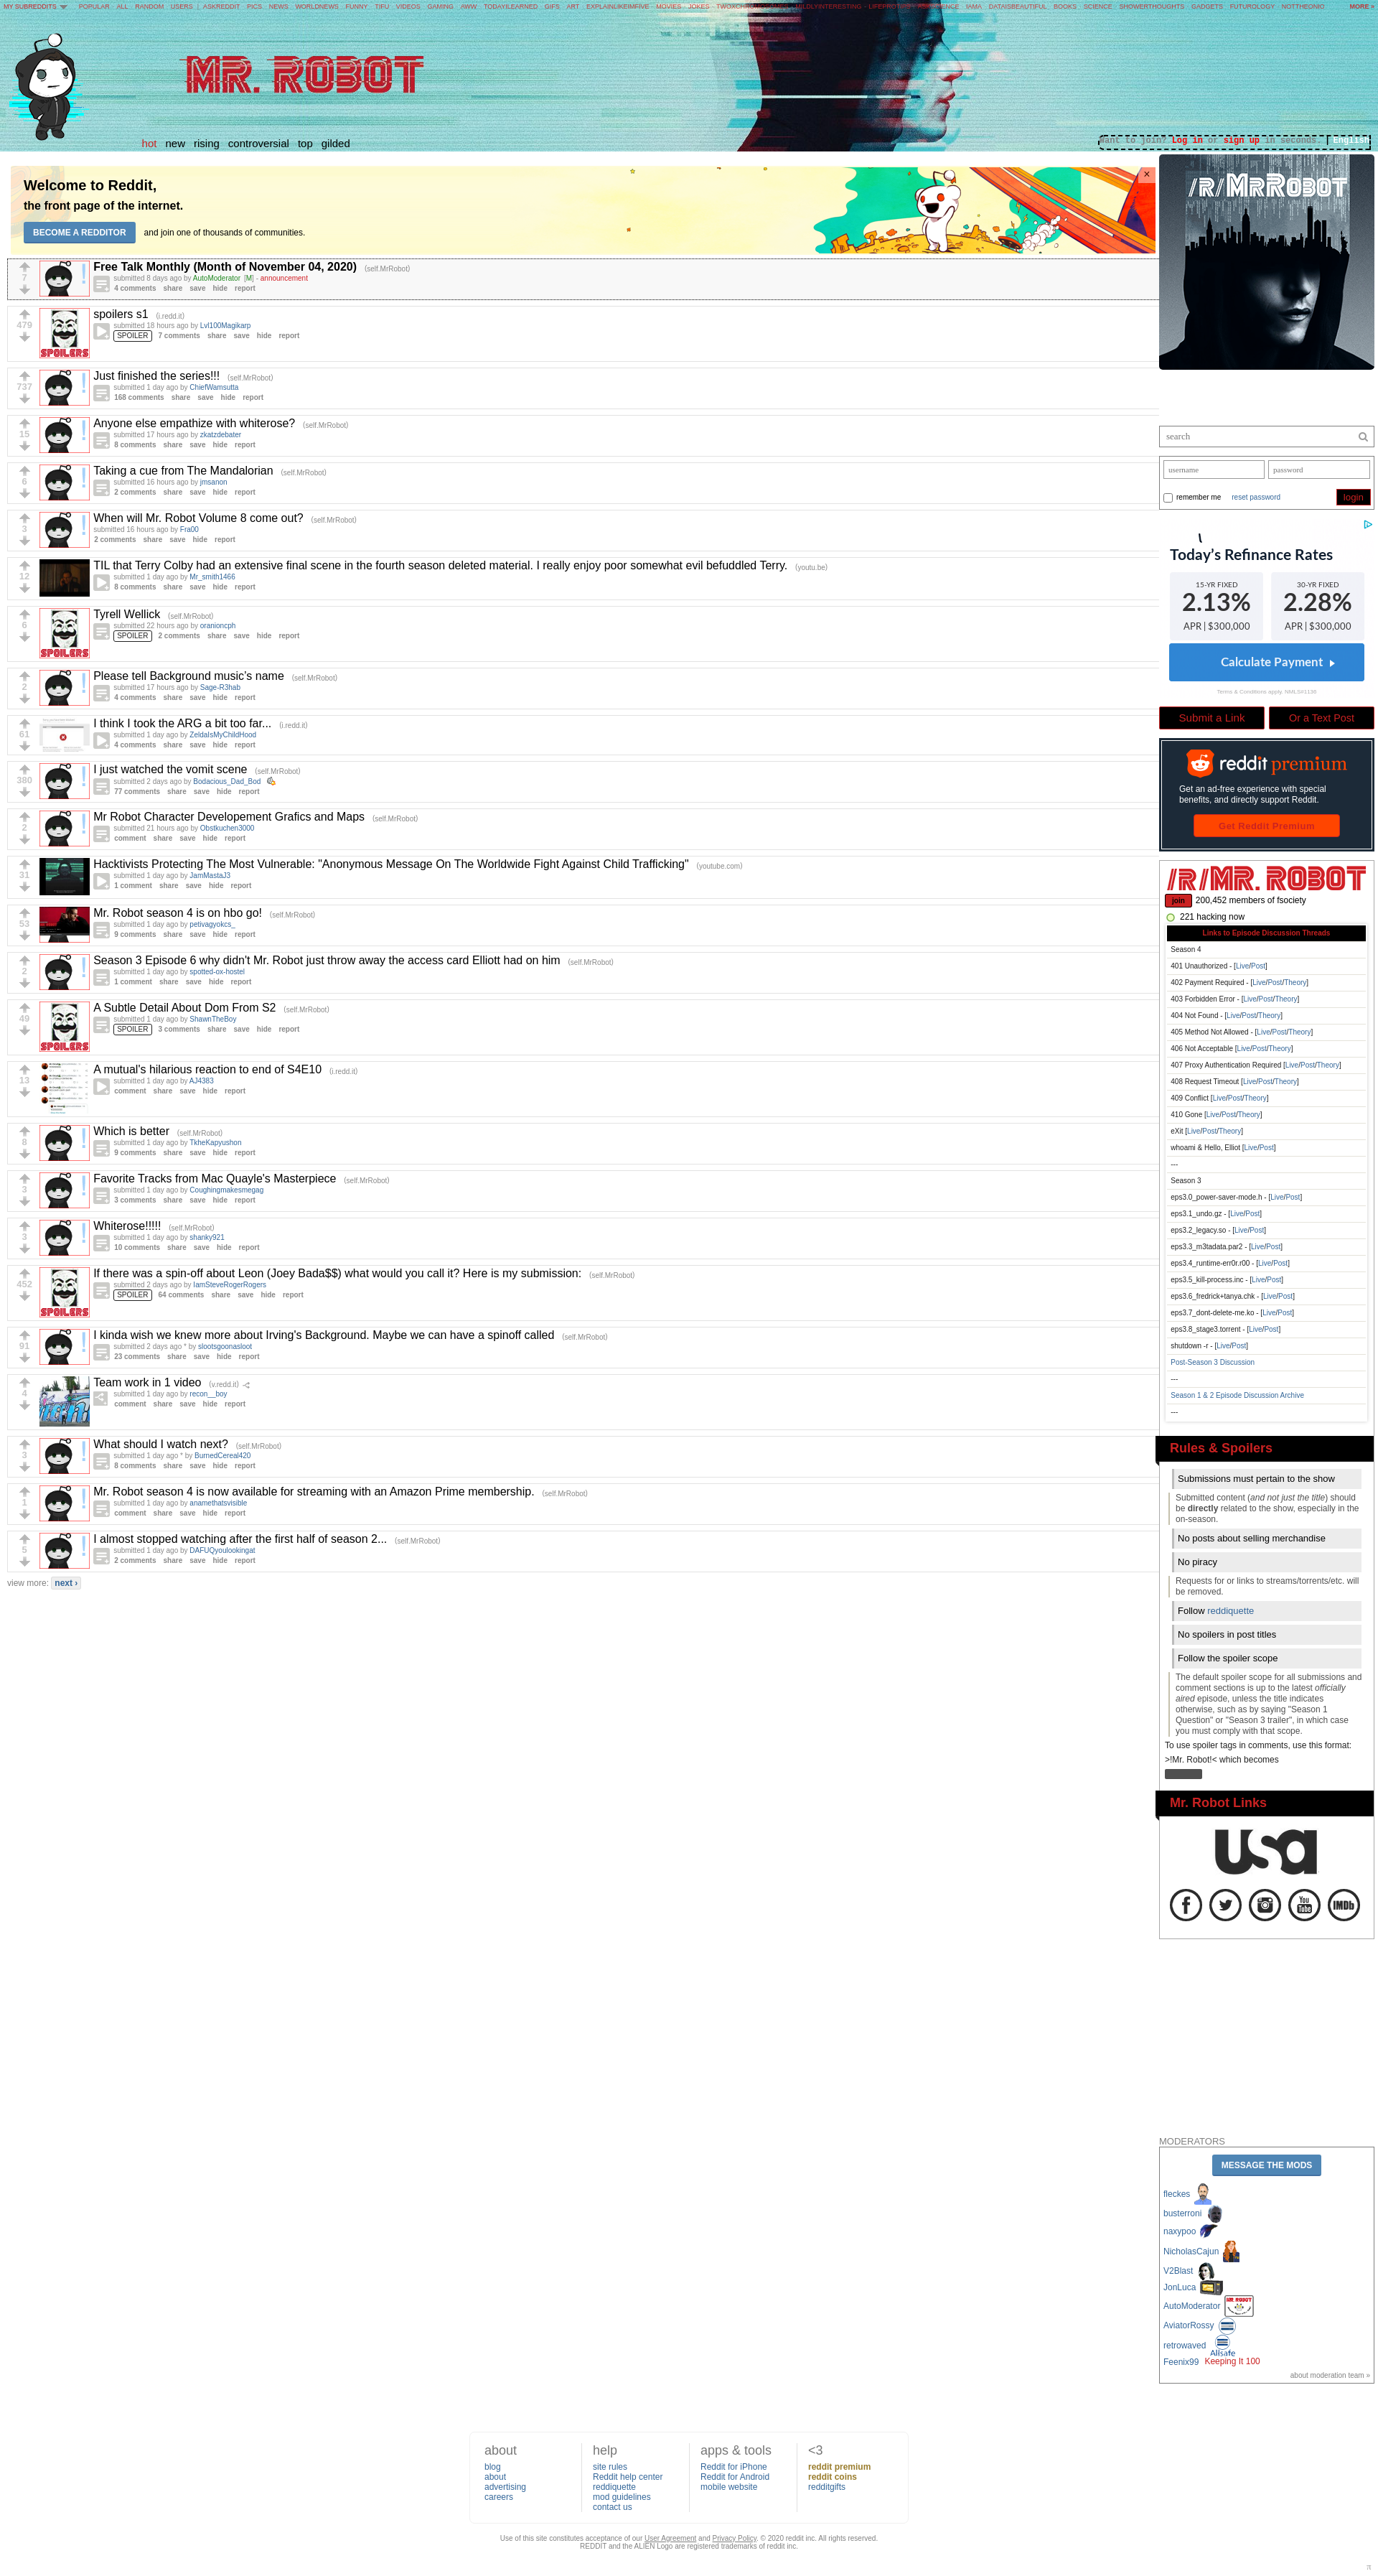 MY SUBREDDITS POPULAR - ALL - RANDOM - USERS | ASKREDDIT - PICS - NEWS - WORLDNEWS - FUNNY - TIFU - VIDEOS - GAMING - AWW - TODAYILEARNED - GIFS - ART - EXPLAINLIKEIMFIVE - MOVIES - JOKES - IAMA - DATAISBEAUTIFUL - BOOKS - SCIENCE - SHOWERTHOUGHTS - GADGETS - FUTUROLOGY - NOTTHEONIO MORE »
MR. ROBOT
hot new rising controversial top gilded
Want to join? Log in or sign up in seconds. | English
Welcome to Reddit,
the front page of the internet.
BECOME A REDDITOR and join one of thousands of communities.
×
7
Free Talk Monthly (Month of November 04, 2020) (self.MrRobot)
submitted 8 days ago by AutoModerator [M] - announcement
4 comments share save hide report
479
SPOILERS
spoilers s1 (i.redd.it)
submitted 18 hours ago by Lvl100Magikarp
SPOILER 7 comments share save hide report
737
Just finished the series!!! (self.MrRobot)
submitted 1 day ago by ChiefWamsutta
168 comments share save hide report
15
Anyone else empathize with whiterose? (self.MrRobot)
submitted 17 hours ago by zkatzdebater
8 comments share save hide report
6
Taking a cue from The Mandalorian (self.MrRobot)
submitted 16 hours ago by jmsanon
2 comments share save hide report
3
When will Mr. Robot Volume 8 come out? (self.MrRobot)
submitted 16 hours ago by Fra00
2 comments share save hide report
12
TIL that Terry Colby had an extensive final scene in the fourth season deleted material. I really enjoy poor somewhat evil befuddled Terry. (youtu.be)
submitted 1 day ago by Mr_smith1466
8 comments share save hide report
6
SPOILERS
Tyrell Wellick (self.MrRobot)
submitted 22 hours ago by oranioncph
SPOILER 2 comments share save hide report
2
Please tell Background music's name (self.MrRobot)
submitted 17 hours ago by Sage-R3hab
4 comments share save hide report
61
I think I took the ARG a bit too far... (i.redd.it)
submitted 1 day ago by ZeldaIsMyChildHood
4 comments share save hide report
380
I just watched the vomit scene (self.MrRobot)
submitted 2 days ago by Bodacious_Dad_Bod
77 comments share save hide report
2
Mr Robot Character Developement Grafics and Maps (self.MrRobot)
submitted 21 hours ago by Obstkuchen3000
comment share save hide report
31
Hacktivists Protecting The Most Vulnerable: "Anonymous Message On The Worldwide Fight Against Child Trafficking" (youtube.com)
submitted 1 day ago by JamMastaJ3
1 comment share save hide report
53
Mr. Robot season 4 is on hbo go! (self.MrRobot)
submitted 1 day ago by petivagyokcs_
9 comments share save hide report
2
Season 3 Episode 6 why didn't Mr. Robot just throw away the access card Elliott had on him (self.MrRobot)
submitted 1 day ago by spotted-ox-hostel
1 comment share save hide report
49
SPOILERS
A Subtle Detail About Dom From S2 (self.MrRobot)
submitted 1 day ago by ShawnTheBoy
SPOILER 3 comments share save hide report
13
A mutual's hilarious reaction to end of S4E10 (i.redd.it)
submitted 1 day ago by AJ4383
comment share save hide report
8
Which is better (self.MrRobot)
submitted 1 day ago by TkheKapyushon
9 comments share save hide report
3
Favorite Tracks from Mac Quayle's Masterpiece (self.MrRobot)
submitted 1 day ago by Coughingmakesmegag
3 comments share save hide report
3
Whiterose!!!!! (self.MrRobot)
submitted 1 day ago by shanky921
10 comments share save hide report
452
SPOILERS
If there was a spin-off about Leon (Joey Bada$$) what would you call it? Here is my submission: (self.MrRobot)
submitted 2 days ago by IamSteveRogerRogers
SPOILER 64 comments share save hide report
91
I kinda wish we knew more about Irving's Background. Maybe we can have a spinoff called (self.MrRobot)
submitted 2 days ago * by slootsgoonasloot
23 comments share save hide report
4
Team work in 1 video (v.redd.it)
submitted 1 day ago by recon__boy
comment share save hide report
3
What should I watch next? (self.MrRobot)
submitted 1 day ago * by BurnedCereal420
8 comments share save hide report
1
Mr. Robot season 4 is now available for streaming with an Amazon Prime membership. (self.MrRobot)
submitted 1 day ago by anamethatsvisible
comment share save hide report
5
I almost stopped watching after the first half of season 2... (self.MrRobot)
submitted 1 day ago by DAFUQyoulookingat
2 comments share save hide report
view more: next ›
/R/MRROBOT
search
username password
remember me reset password login
Today's Refinance Rates
15-YR FIXED 30-YR FIXED
2.13% 2.28%
APR | $300,000 APR | $300,000
Calculate Payment
Terms & Conditions apply. NMLS#1136
Submit a Link Or a Text Post
reddit premium
Get an ad-free experience with special
benefits, and directly support Reddit.
Get Reddit Premium
/R/MR. ROBOT
join 200,452 members of fsociety
221 hacking now
Links to Episode Discussion Threads
Season 4
401 Unauthorized - [Live/Post]
402 Payment Required - [Live/Post/Theory]
403 Forbidden Error - [Live/Post/Theory]
404 Not Found - [Live/Post/Theory]
405 Method Not Allowed - [Live/Post/Theory]
406 Not Acceptable [Live/Post/Theory]
407 Proxy Authentication Required [Live/Post/Theory]
408 Request Timeout [Live/Post/Theory]
409 Conflict [Live/Post/Theory]
410 Gone [Live/Post/Theory]
eXit [Live/Post/Theory]
whoami & Hello, Elliot [Live/Post]
---
Season 3
eps3.0_power-saver-mode.h - [Live/Post]
eps3.1_undo.gz - [Live/Post]
eps3.2_legacy.so - [Live/Post]
eps3.3_m3tadata.par2 - [Live/Post]
eps3.4_runtime-err0r.r00 - [Live/Post]
eps3.5_kill-process.inc - [Live/Post]
eps3.6_fredrick+tanya.chk - [Live/Post]
eps3.7_dont-delete-me.ko - [Live/Post]
eps3.8_stage3.torrent - [Live/Post]
shutdown -r - [Live/Post]
Post-Season 3 Discussion
---
Season 1 & 2 Episode Discussion Archive
---
Rules & Spoilers
Submissions must pertain to the show
Submitted content (and not just the title) should
be directly related to the show, especially in the
on-season.
No posts about selling merchandise
No piracy
Requests for or links to streams/torrents/etc. will
be removed.
Follow reddiquette
No spoilers in post titles
Follow the spoiler scope
The default spoiler scope for all submissions and
comment sections is up to the latest officially
aired episode, unless the title indicates
otherwise, such as by saying "Season 1
Question" or "Season 3 trailer", in which case
you must comply with that scope.
To use spoiler tags in comments, use this format:
>!Mr. Robot!< which becomes
Mr. Robot Links
usa
You Tube IMDb
MODERATORS
MESSAGE THE MODS
fleckes
busterroni
naxypoo
NicholasCajun
V2Blast
JonLuca
AutoModerator MR ROBOT
AviatorRossy
retrowaved Allsafe
Feenix99 Keeping It 100
about moderation team »
about
blog
about
advertising
careers
help
site rules
Reddit help center
reddiquette
mod guidelines
contact us
apps & tools
Reddit for iPhone
Reddit for Android
mobile website
<3
reddit premium
reddit coins
redditgifts
Use of this site constitutes acceptance of our User Agreement and Privacy Policy. © 2020 reddit inc. All rights reserved.
REDDIT and the ALIEN Logo are registered trademarks of reddit inc.
π